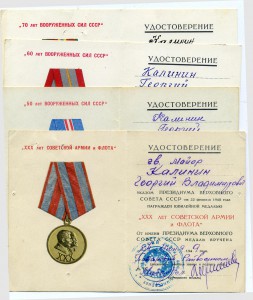 "70 лет ВООРУЖЕННЫХ СИЛ СССР"
УДОСТОВЕРЕНИЕ
Калинин
"60 лет ВООРУЖЕННЫХ СИЛ СССР"
УДОСТОВЕРЕНИЕ
Калинин
Георгий
"50 лет ВООРУЖЕННЫХ СИЛ СССР"
УДОСТОВЕРЕНИЕ
Калинин
Георгий
"XXX лет СОВЕТСКОЙ АРМИИ и ФЛОТА"
УДОСТОВЕРЕНИЕ
гв. майор
Калинын
Георгий Владимирович
УКАЗОМ ПРЕЗИДИУМА ВЕРХОВНОГО
СОВЕТА СССР от 22 февраля 1948 года
НАГРАЖДЕН ЮБИЛЕЙНОЙ МЕДАЛЬЮ
"XXX ЛЕТ СОВЕТСКОЙ АРМИИ
и ФЛОТА"
От имени ПРЕЗИДИУМА ВЕРХОВНОГО
СОВЕТА СССР МЕДАЛЬ ВРУЧЕНА
XXX